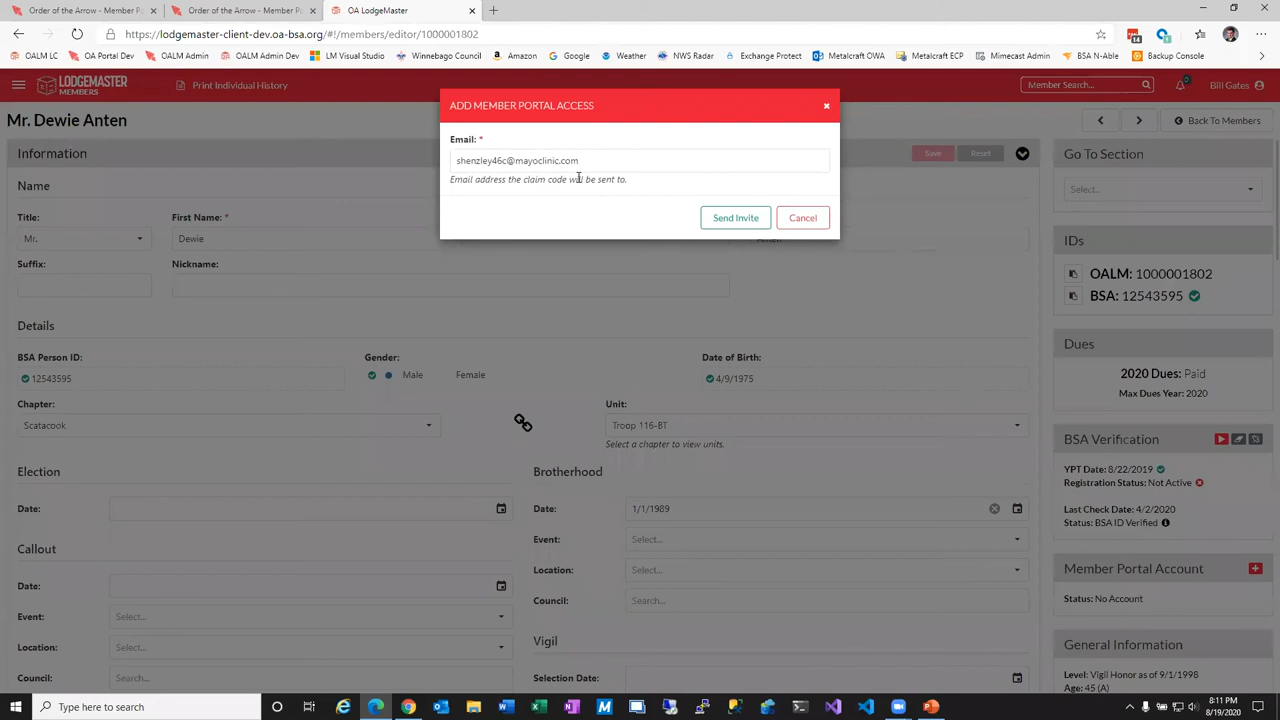 Order of the Arrow
Order of the Arrow
OA LodgeMaster
https://lodgemaster-client-dev.oa-bsa.org/#!/members/editor/1000001802
OALM Dev
OA Portal Dev
OALM Admin
OALM Admin Dev
LM Visual Studio
Winnebago Council
Amazon
Google
Weather
NWS Radar
Exchange Protect
Metalcraft OWA
Metalcraft ECP
Mimecast Admin
BSA N-Able
Backup Console
LODGEMASTER
MEMBERS
Print Individual History
Member Search...
Bill Gates
Mr. Dewie Anten
Back To Members
ADD MEMBER PORTAL ACCESS
Email: *
shenzley46c@mayoclinic.com
Email address the claim code will be sent to.
Send Invite
Cancel
Information
Save
Reset
Name
Title:
First Name: *
Mr.
Dewie
Anten
Suffix:
Nickname:
Details
BSA Person ID:
Gender:
Date of Birth:
12543595
Male
Female
4/9/1975
Chapter:
Unit:
Scatacook
Troop 116-BT
Select a chapter to view units.
Election
Date:
Callout
Date:
Event:
Select...
Location:
Select...
Council:
Search...
Brotherhood
Date:
1/1/1989
Event:
Select...
Location:
Select...
Council:
Search...
Vigil
Selection Date:
Go To Section
Select...
IDs
OALM: 1000001802
BSA: 12543595
Dues
2020 Dues: Paid
Max Dues Year: 2020
BSA Verification
YPT Date: 8/22/2019
Registration Status: Not Active
Last Check Date: 4/2/2020
Status: BSA ID Verified
Member Portal Account
Status: No Account
General Information
Level: Vigil Honor as of 9/1/1998
Age: 45 (A)
Type here to search
8:11 PM
8/19/2020